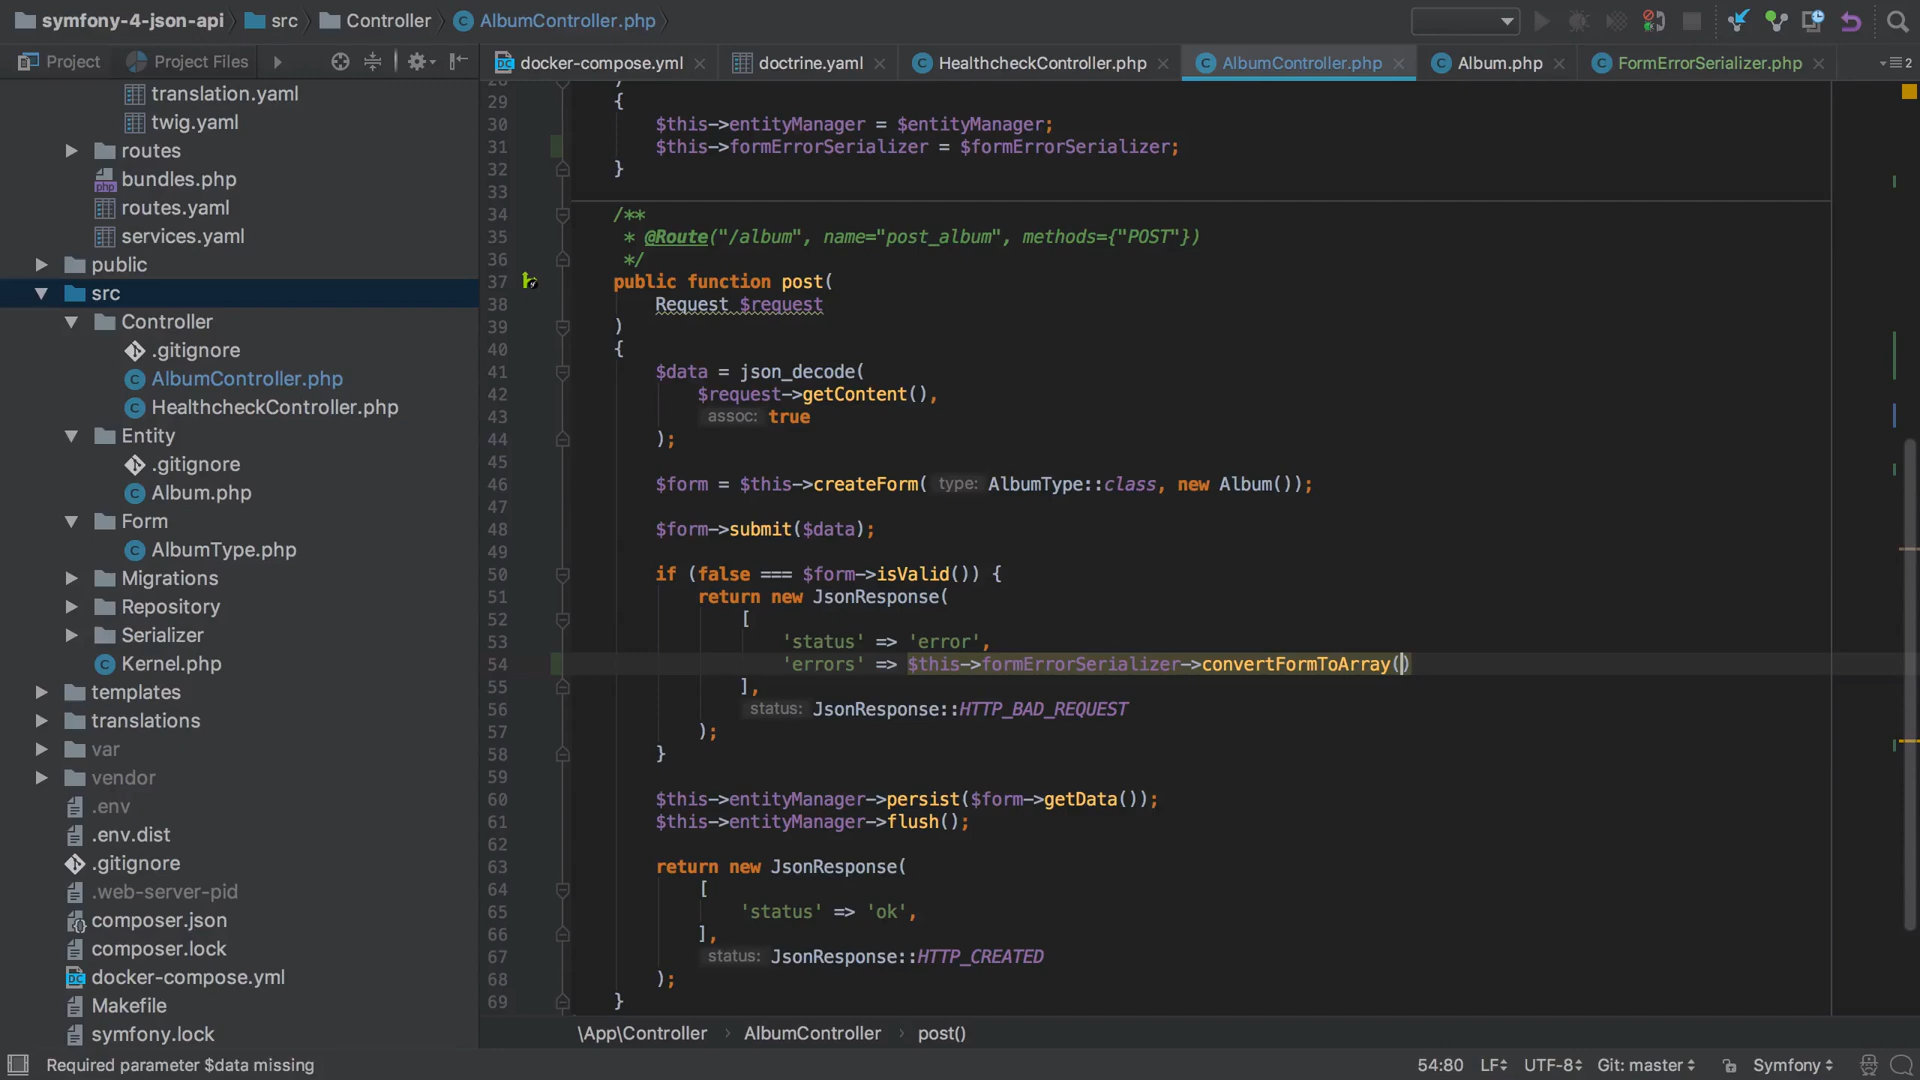 symfony-4-json-api src Controller AlbumController.php
Project Project Files
docker-compose.yml doctrine.yaml HealthcheckController.php AlbumController.php Album.php FormErrorSerializer.php 2
translation.yaml
twig.yaml
routes
bundles.php
routes.yaml
services.yaml
public
src
Controller
.gitignore
AlbumController.php
HealthcheckController.php
Entity
.gitignore
Album.php
Form
AlbumType.php
Migrations
Repository
Serializer
Kernel.php
templates
translations
var
vendor
.env
.env.dist
.gitignore
.web-server-pid
composer.json
composer.lock
docker-compose.yml
Makefile
symfony.lock
29 {
30 $this->entityManager = $entityManager;
31 $this->formErrorSerializer = $formErrorSerializer;
32 }
33
34 /**
35 * @Route("/album", name="post_album", methods={"POST"})
36 */
37 public function post(
38 Request $request
39 )
40 {
41 $data = json_decode(
42 $request->getContent(),
43 assoc: true
44 );
45
46 $form = $this->createForm( type: AlbumType::class, new Album());
47
48 $form->submit($data);
49
50 if (false === $form->isValid()) {
51 return new JsonResponse(
52 [
53 'status' => 'error',
54 'errors' => $this->formErrorSerializer->convertFormToArray()
55 ],
56 status: JsonResponse::HTTP_BAD_REQUEST
57 );
58 }
59
60 $this->entityManager->persist($form->getData());
61 $this->entityManager->flush();
62
63 return new JsonResponse(
64 [
65 'status' => 'ok',
66 ],
67 status: JsonResponse::HTTP_CREATED
68 );
69 }
\App\Controller AlbumController post()
Required parameter $data missing 54:80 LF UTF-8 Git: master Symfony